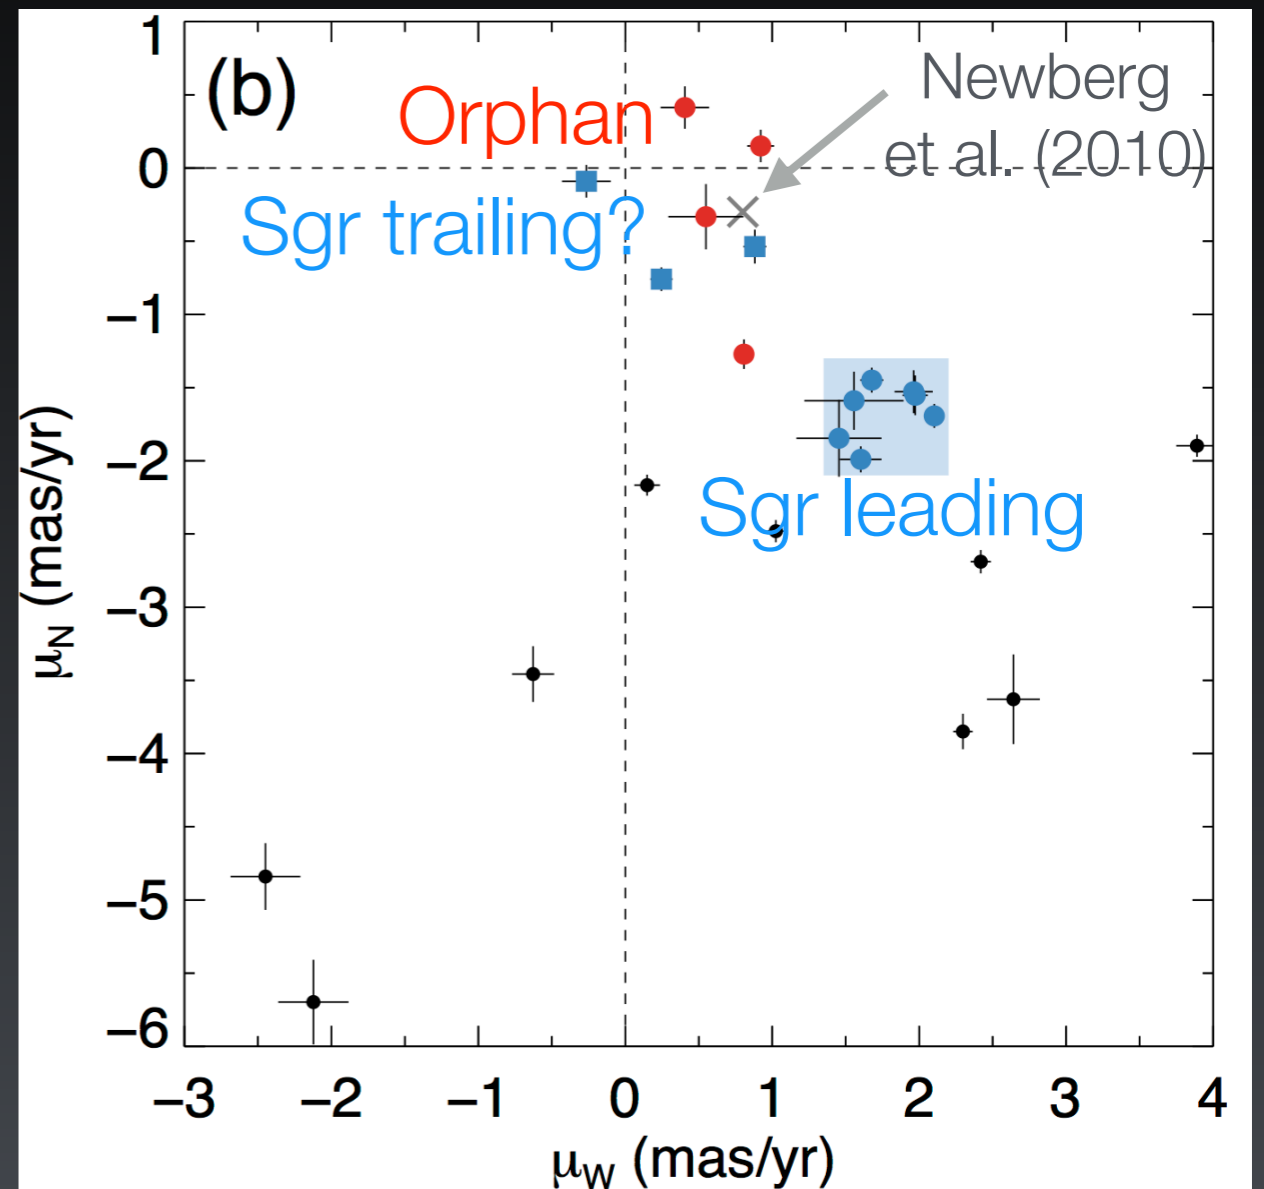 (b)
Orphan
Newberg
et al. (2010)
Sgr trailing?
Sgr leading
1
0
−1
−2
−3
−4
−5
−6
μN (mas/yr)
−3 −2 −1 0 1 2 3 4
μW (mas/yr)